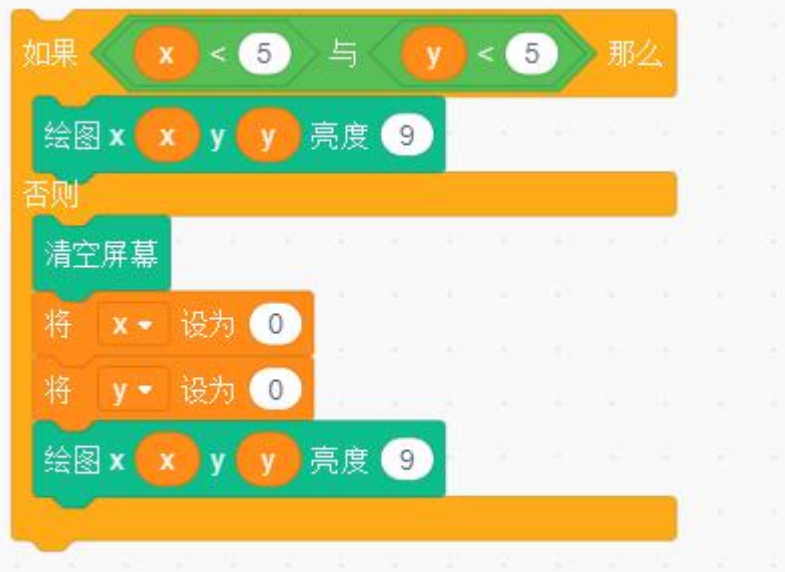 如果 x < 5 与 y < 5 那么
绘图 x x y y 亮度 9
否则
清空屏幕
将 x 设为 0
将 y 设为 0
绘图 x x y y 亮度 9